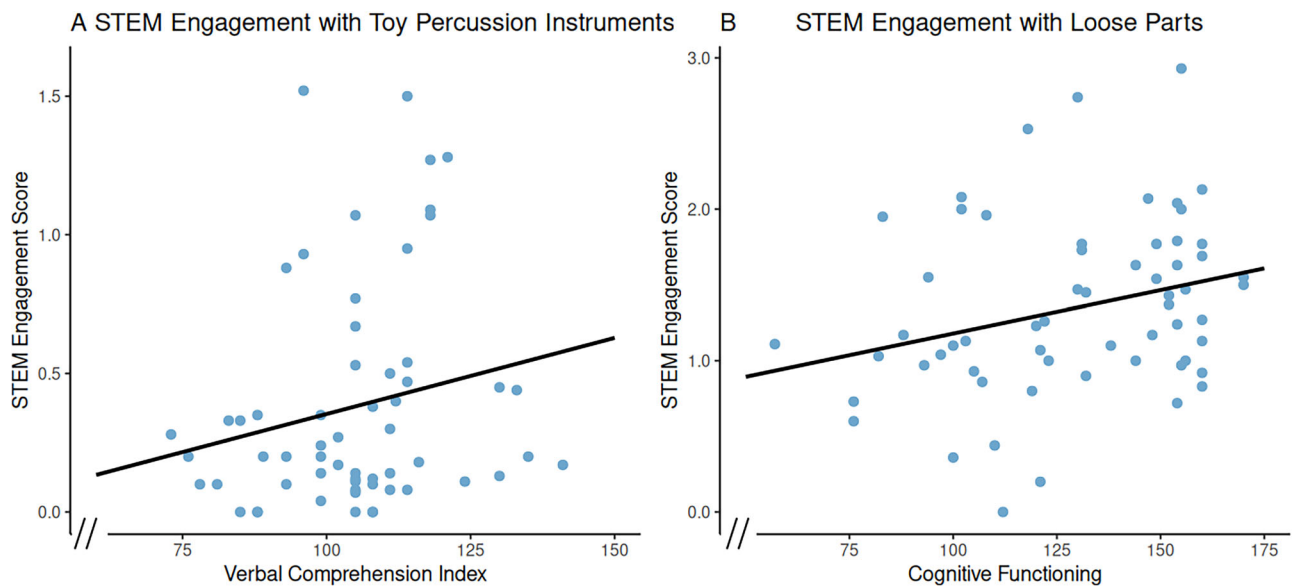 A STEM Engagement with Toy Percussion Instruments
STEM Engagement Score
1.5
1.0
0.5
0.0
75 100 125 150
Verbal Comprehension Index
B STEM Engagement with Loose Parts
STEM Engagement Score
3.0
2.0
1.0
0.0
75 100 125 150 175
Cognitive Functioning